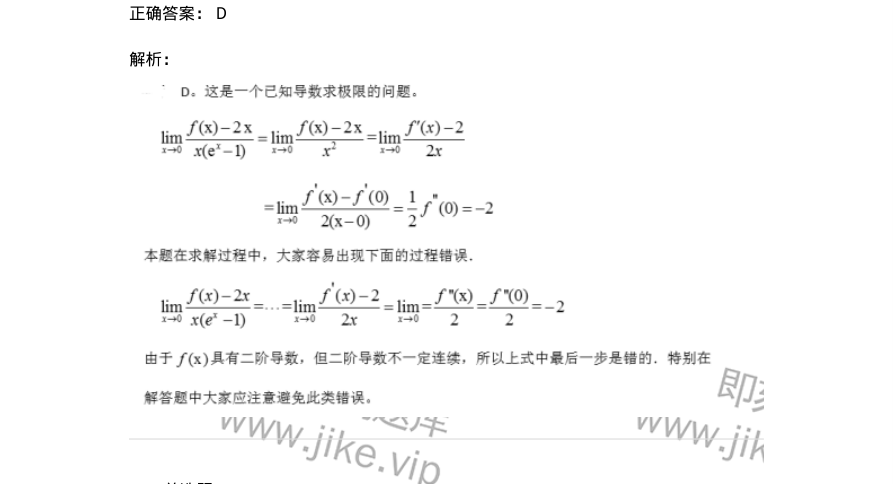 正确答案： D
解析：
D。这是一个已知导数求极限的问题。
lim_{x→0} (f(x)−2x)/(x(e^x−1)) = lim_{x→0} (f(x)−2x)/x^2 = lim_{x→0} (f'(x)−2)/(2x)
= lim_{x→0} (f'(x)−f'(0))/(2(x−0)) = 1/2 f''(0) = −2
本题在求解过程中，大家容易出现下面的过程错误.
lim_{x→0} (f(x)−2x)/(x(e^x−1)) = … = lim_{x→0} (f'(x)−2)/(2x) = lim_{x→0} = f''(x)/2 = f''(0)/2 = −2
由于 f(x)具有二阶导数，但二阶导数不一定连续，所以上式中最后一步是错的．特别在
解答题中大家应注意避免此类错误。
即
题库
www.jike.vip
www.jik